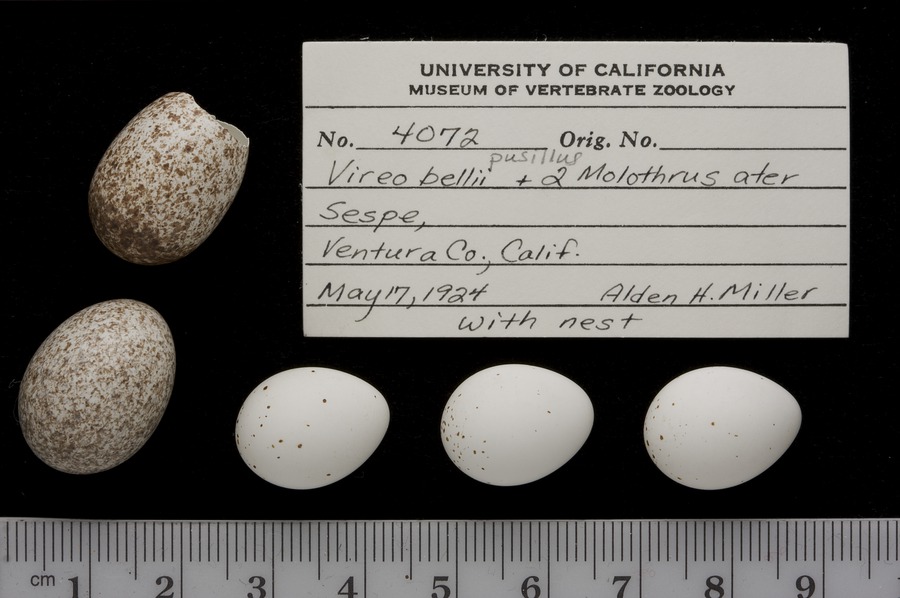 UNIVERSITY OF CALIFORNIA
MUSEUM OF VERTEBRATE ZOOLOGY
No. 4072 Orig. No.
pusillus
Vireo bellii + 2 Molothrus ater
Sespe,
Ventura Co., Calif.
May 17, 1924 Alden H. Miller
with nest
cm 1 2 3 4 5 6 7 8 9